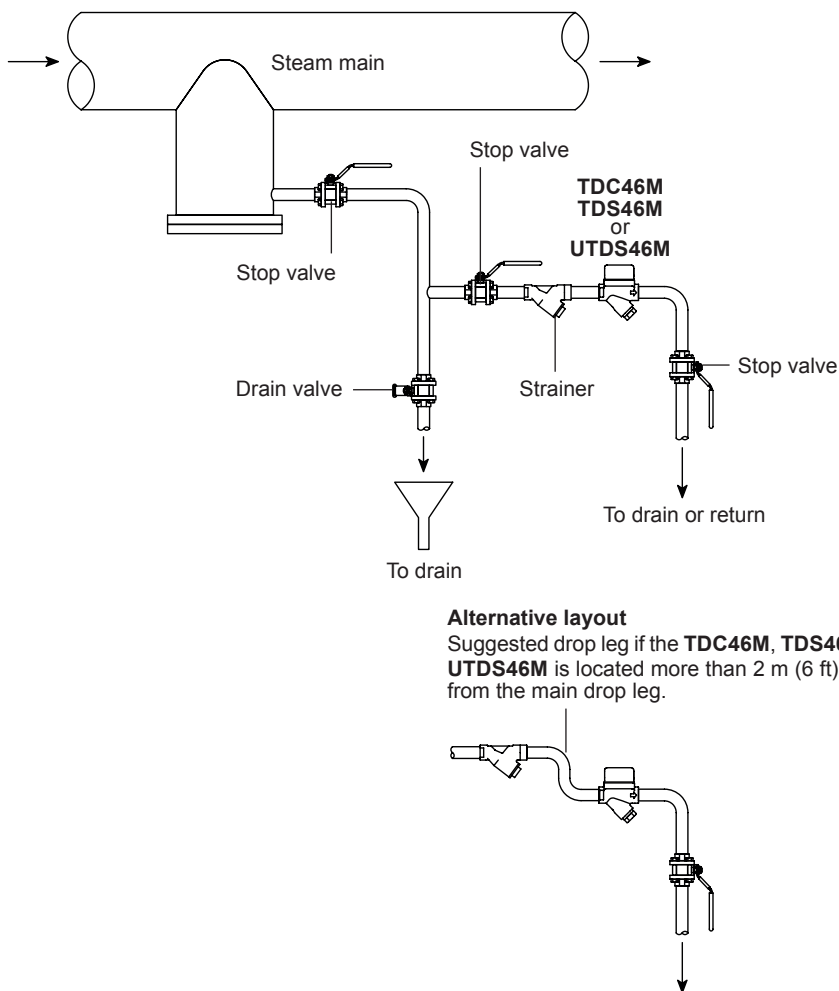 Steam main
Stop valve
TDC46M
TDS46M
or
UTDS46M
Stop valve
Drain valve
Strainer
Stop valve
To drain or return
To drain
Alternative layout
Suggested drop leg if the TDC46M, TDS46
UTDS46M is located more than 2 m (6 ft)
from the main drop leg.